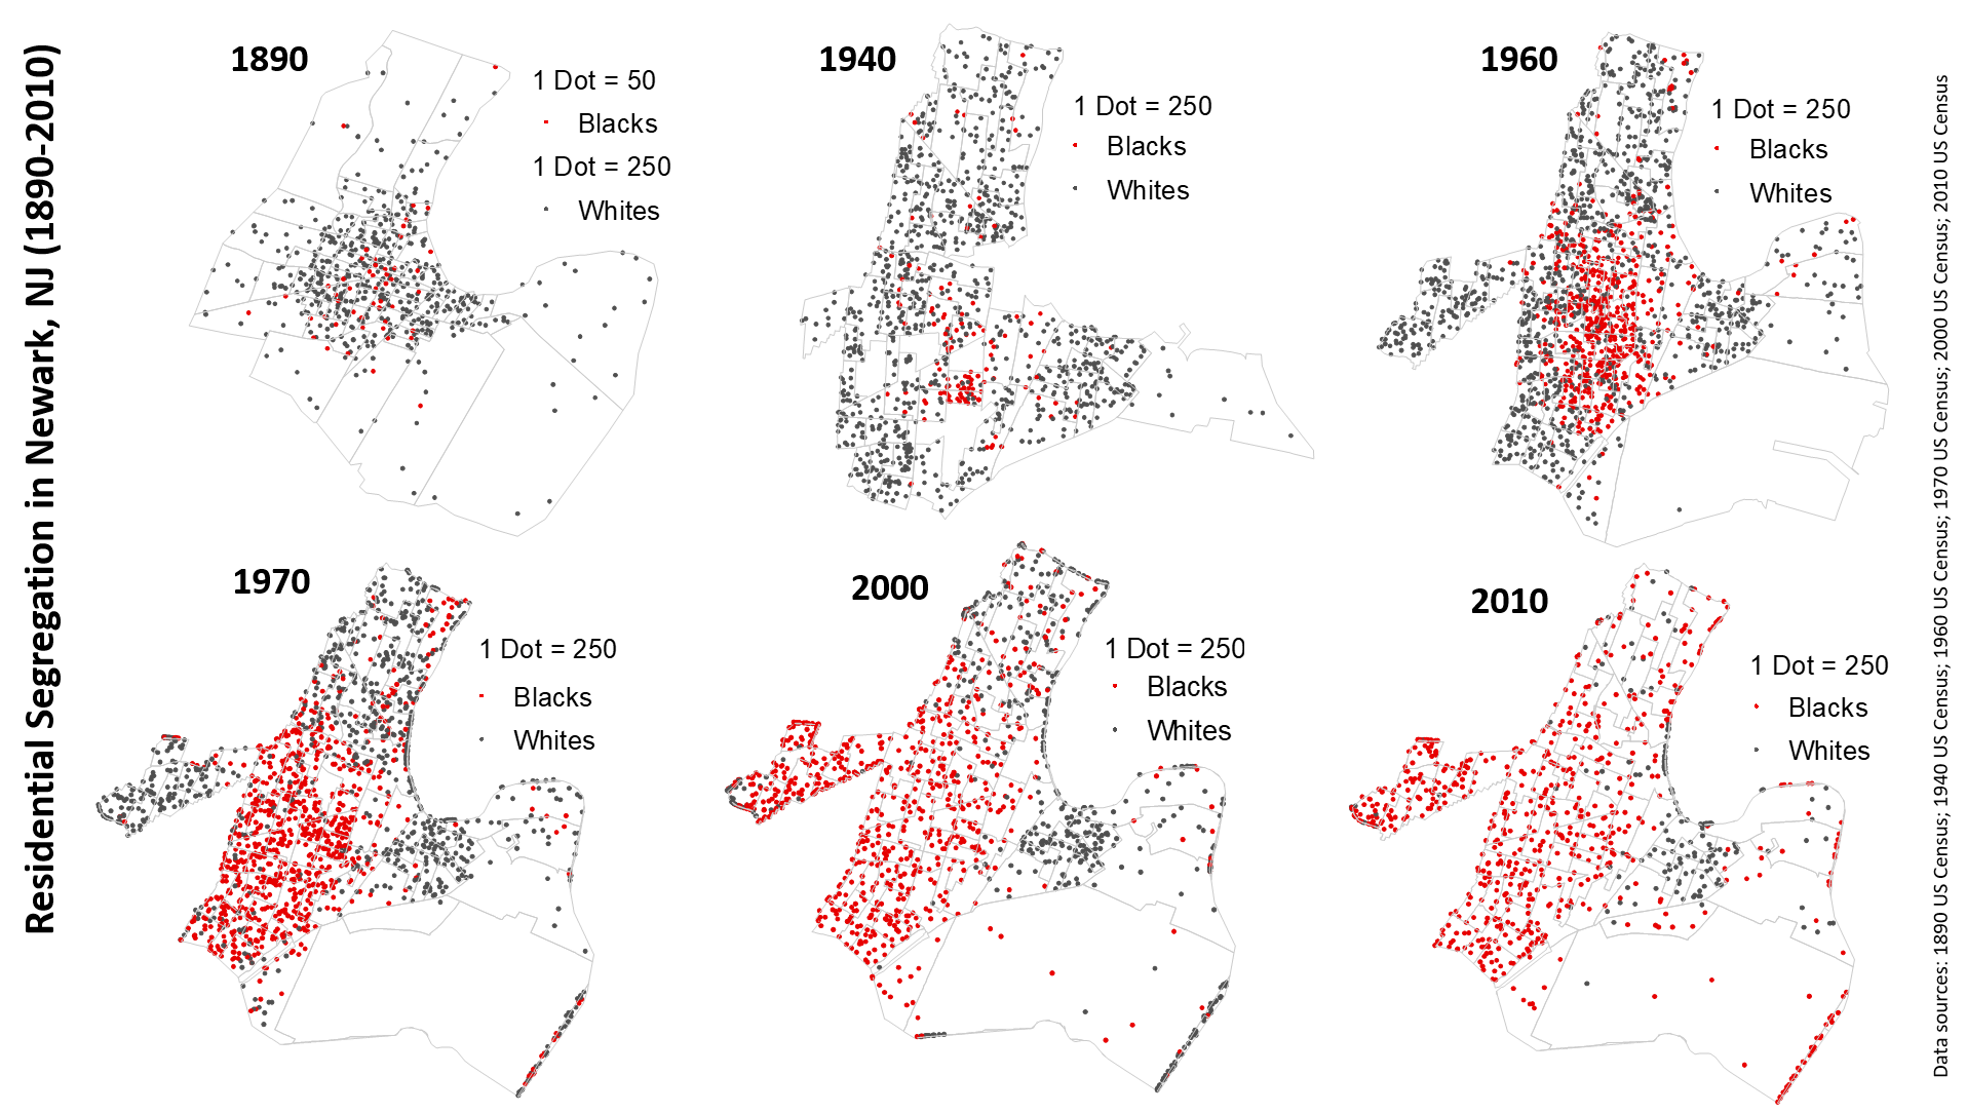 Residential Segregation in Newark, NJ (1890-2010)
1890
1 Dot = 50
Blacks
1 Dot = 250
Whites
1940
1 Dot = 250
Blacks
Whites
1960
1 Dot = 250
Blacks
Whites
1970
1 Dot = 250
Blacks
Whites
2000
1 Dot = 250
Blacks
Whites
2010
1 Dot = 250
Blacks
Whites
Data sources: 1890 US Census; 1940 US Census; 1960 US Census; 1970 US Census; 2000 US Census; 2010 US Census